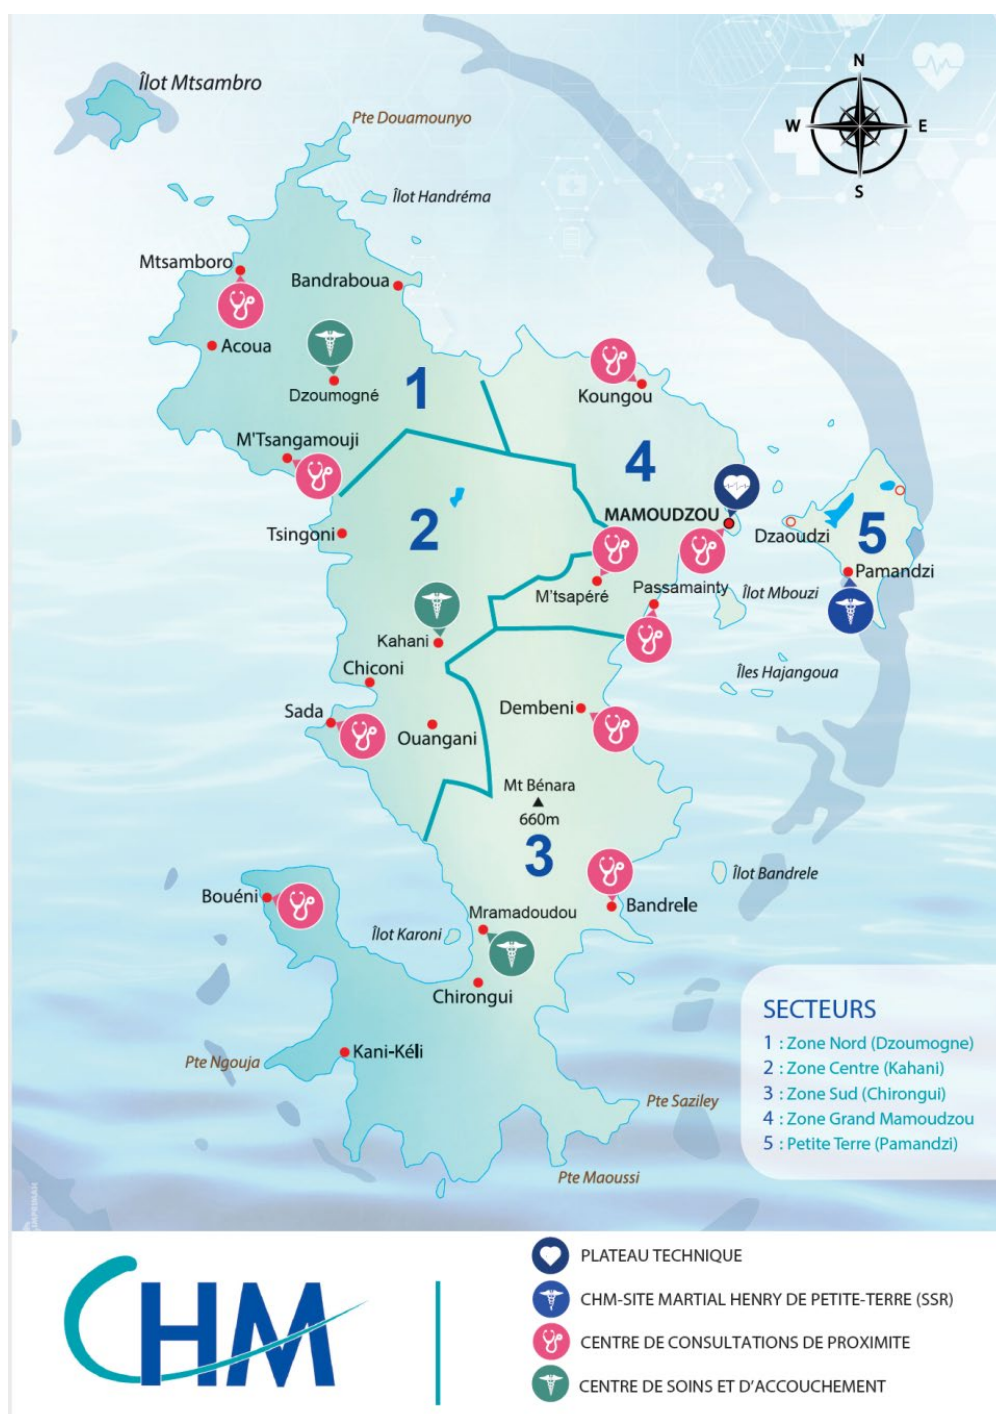 Îlot Mtsambro
Pte Douamounyo
N
W
E
S
Îlot Handréma
Mtsamboro
Bandraboua
Acoua
Dzoumogné
1
Koungou
M'Tsangamouji
4
MAMOUDZOU
2
Tsingoni
Dzaoudzi
5
Pamandzi
M'tsapéré
Passamainty
Îlot Mbouzi
Kahani
Chiconi
Îles Hajangoua
Sada
Ouangani
Dembeni
Mt Bénara
660m
3
Îlot Bandrele
Bouéni
Bandrele
Mramadoudou
Îlot Karoni
Chirongui
Kani-Kéli
Pte Ngouja
Pte Saziley
Pte Maoussi
SECTEURS
1 : Zone Nord (Dzoumogne)
2 : Zone Centre (Kahani)
3 : Zone Sud (Chirongui)
4 : Zone Grand Mamoudzou
5 : Petite Terre (Pamandzi)
CHM
PLATEAU TECHNIQUE
CHM-SITE MARTIAL HENRY DE PETITE-TERRE (SSR)
CENTRE DE CONSULTATIONS DE PROXIMITE
CENTRE DE SOINS ET D'ACCOUCHEMENT